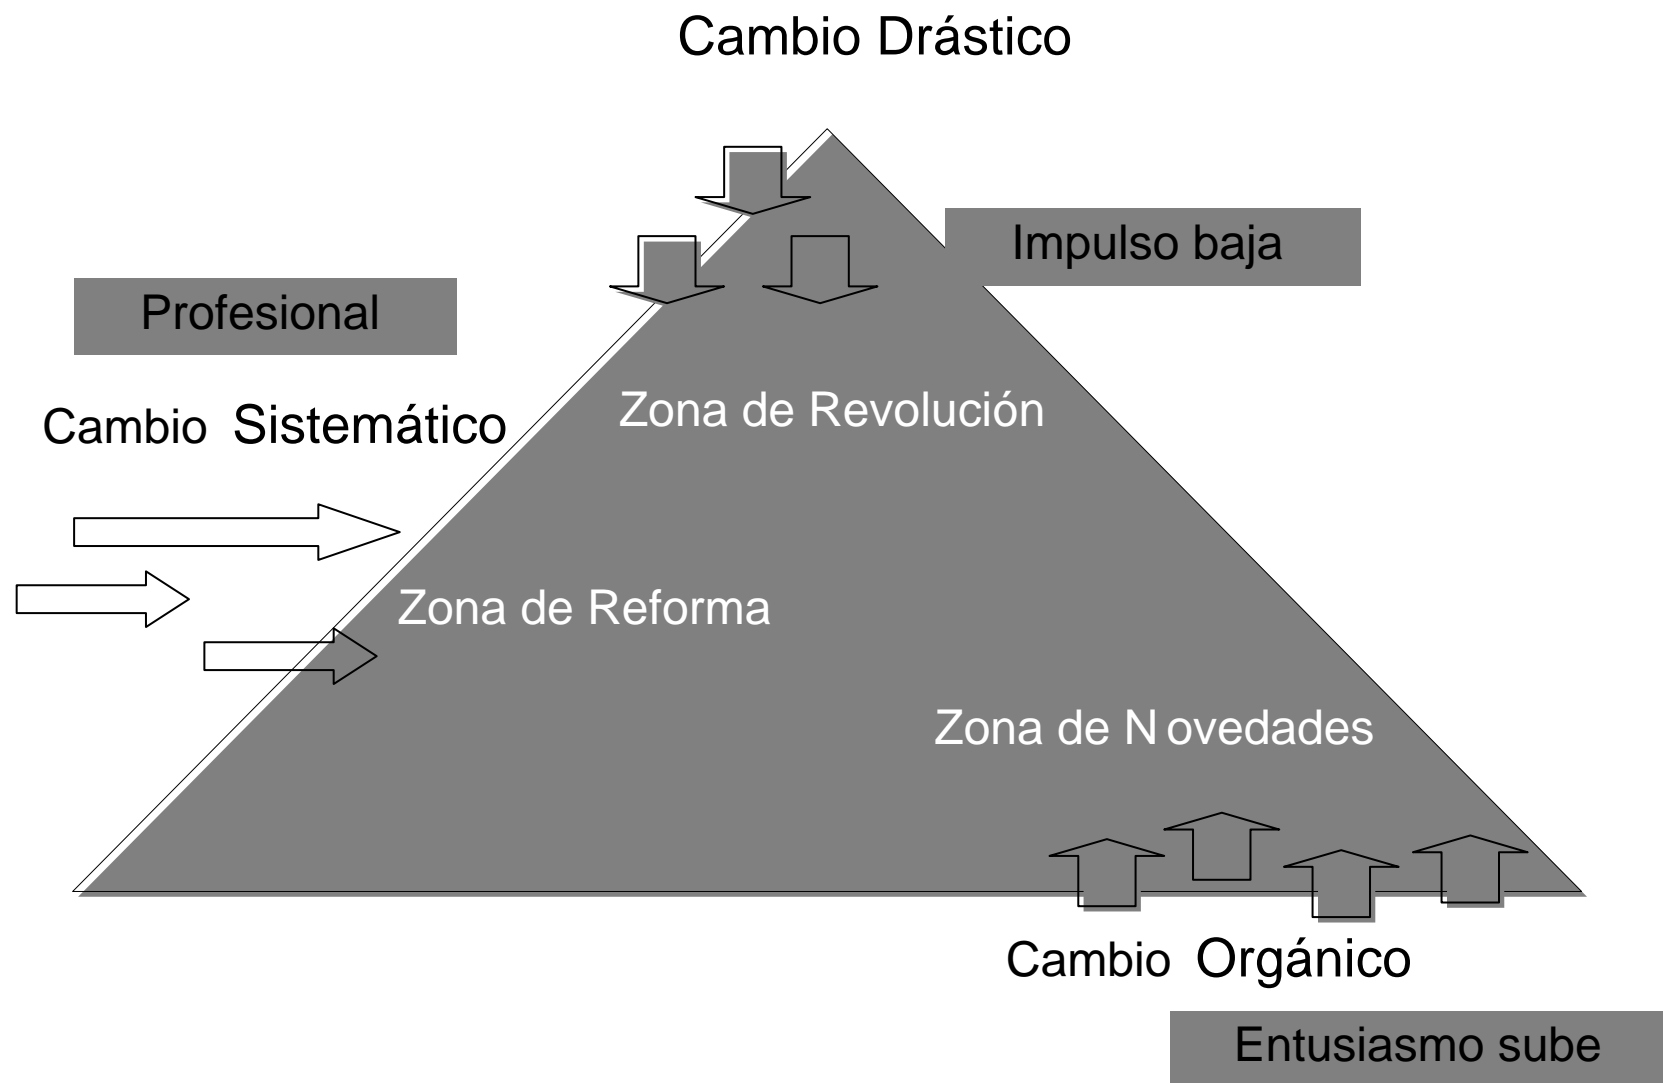 Cambio Drástico
Impulso baja
Profesional
Cambio Sistemático
Zona de Revolución
Zona de Reforma
Zona de Novedades
Cambio Orgánico
Entusiasmo sube